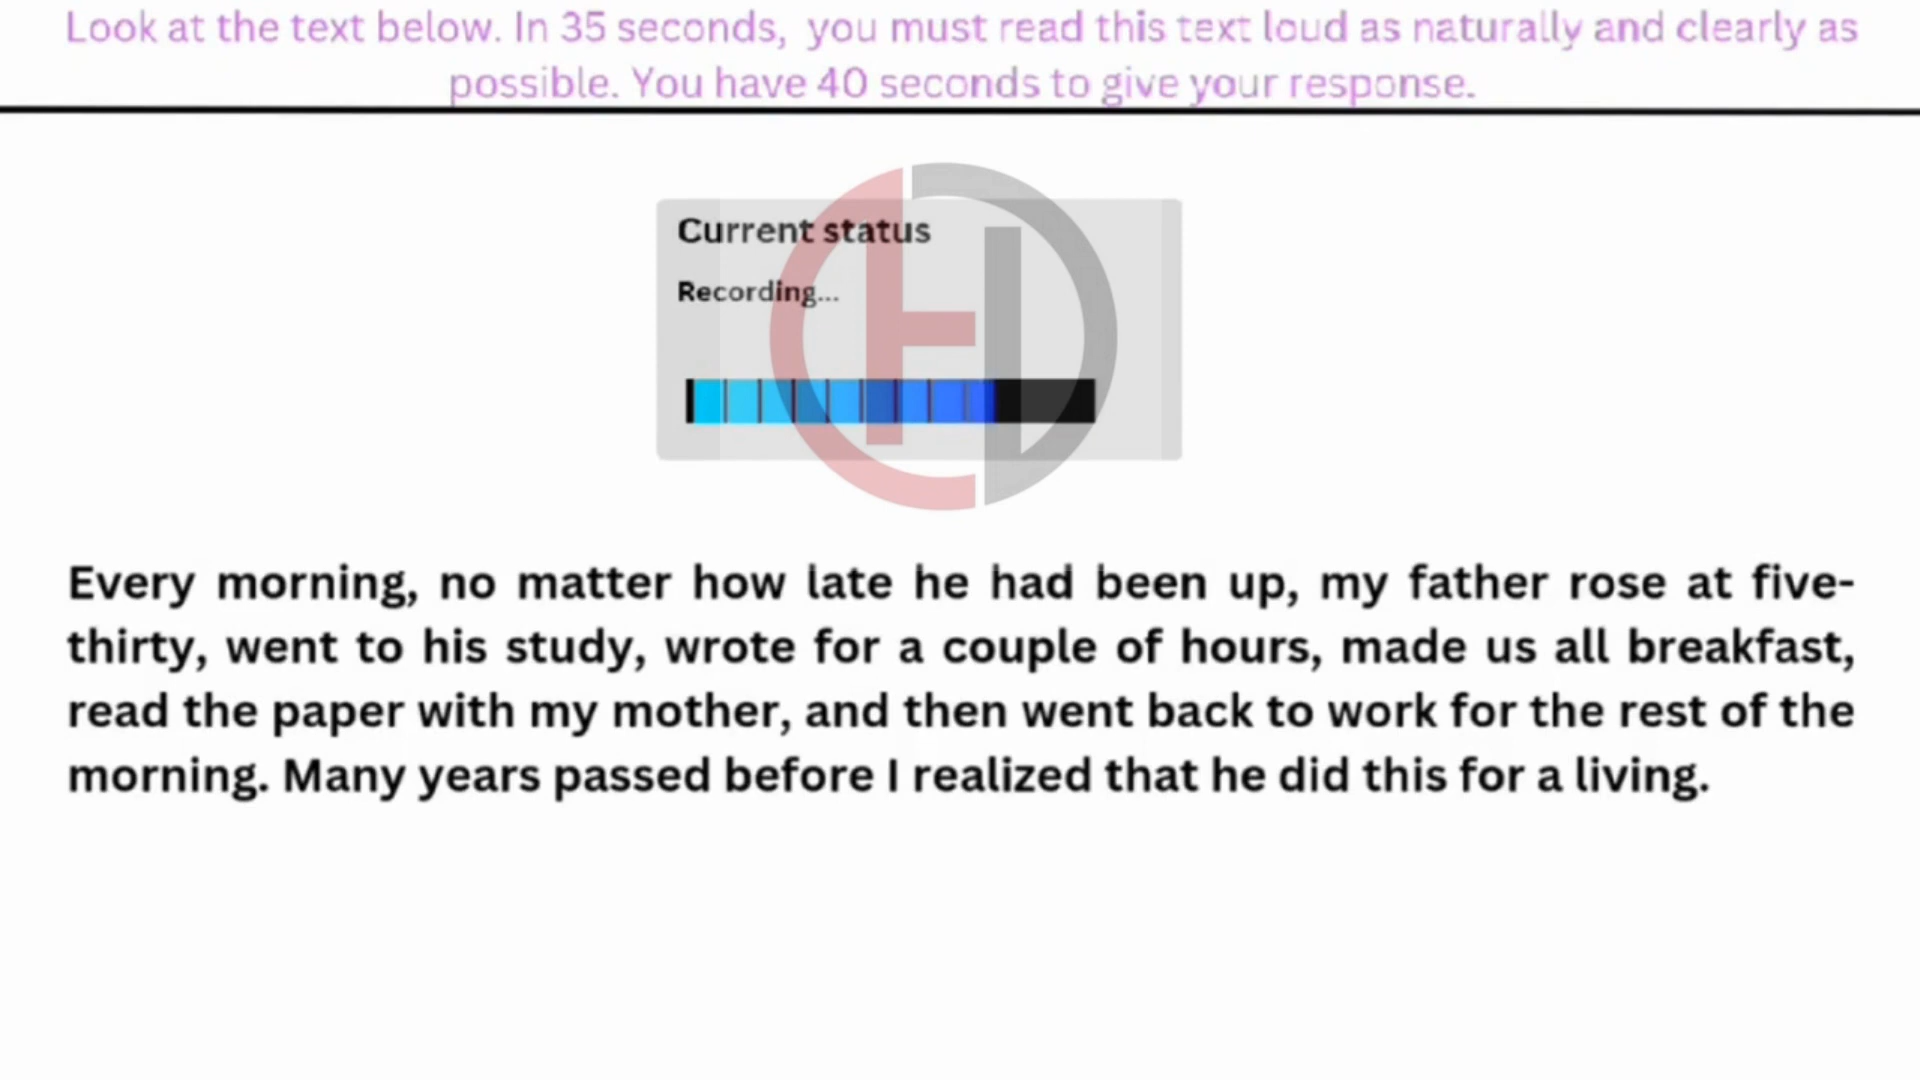 Look at the text below. In 35 seconds, you must read this text loud as naturally and clearly as
possible. You have 40 seconds to give your response.
Current status
Recording...
Every morning, no matter how late he had been up, my father rose at five-
thirty, went to his study, wrote for a couple of hours, made us all breakfast,
read the paper with my mother, and then went back to work for the rest of the
morning. Many years passed before I realized that he did this for a living.